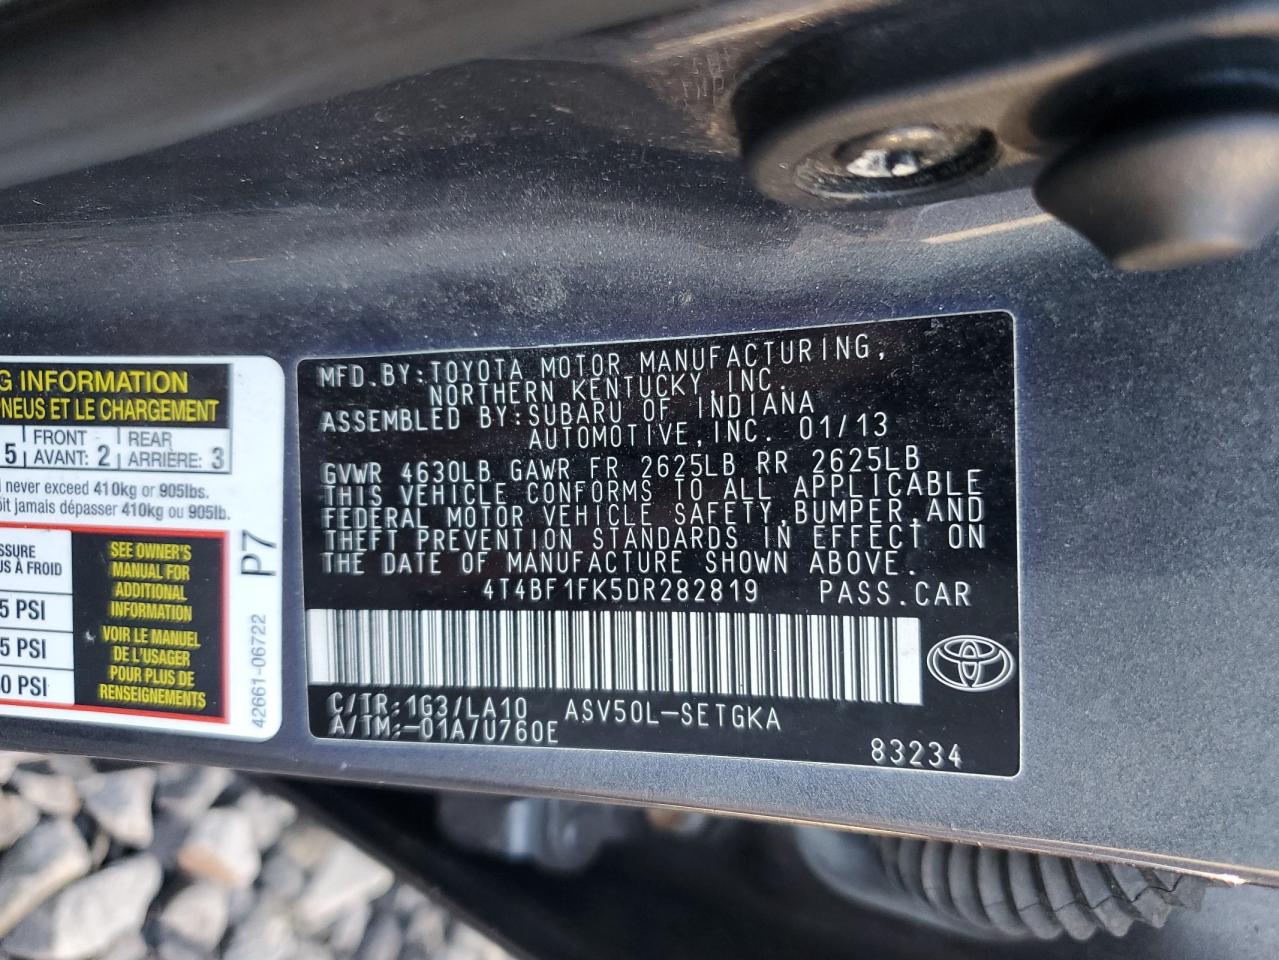 G INFORMATION
PNEUS ET LE CHARGEMENT
5 FRONT AVANT: 2 REAR ARRIÈRE: 3
never exceed 410kg or 905lbs.
oit jamais dépasser 410kg ou 905lb.
SSURE
S À FROID
5 PSI
5 PSI
0 PSI
SEE OWNER'S
MANUAL FOR
ADDITIONAL
INFORMATION
VOIR LE MANUEL
DE L'USAGER
POUR PLUS DE
RENSEIGNEMENTS
P7
42661-06722
MFD.BY:TOYOTA MOTOR MANUFACTURING,
NORTHERN KENTUCKY,INC.
ASSEMBLED BY:SUBARU OF INDIANA
AUTOMOTIVE,INC. 01/13
GVWR 4630LB GAWR FR 2625LB RR 2625LB
THIS VEHICLE CONFORMS TO ALL APPLICABLE
FEDERAL MOTOR VEHICLE SAFETY,BUMPER,AND
THEFT PREVENTION STANDARDS IN EFFECT ON
THE DATE OF MANUFACTURE SHOWN ABOVE.
4T4BF1FK5DR282819 PASS.CAR
C/TR:1G3/LA10 ASV50L-SETGKA
A/TM:-01A/U760E
83234